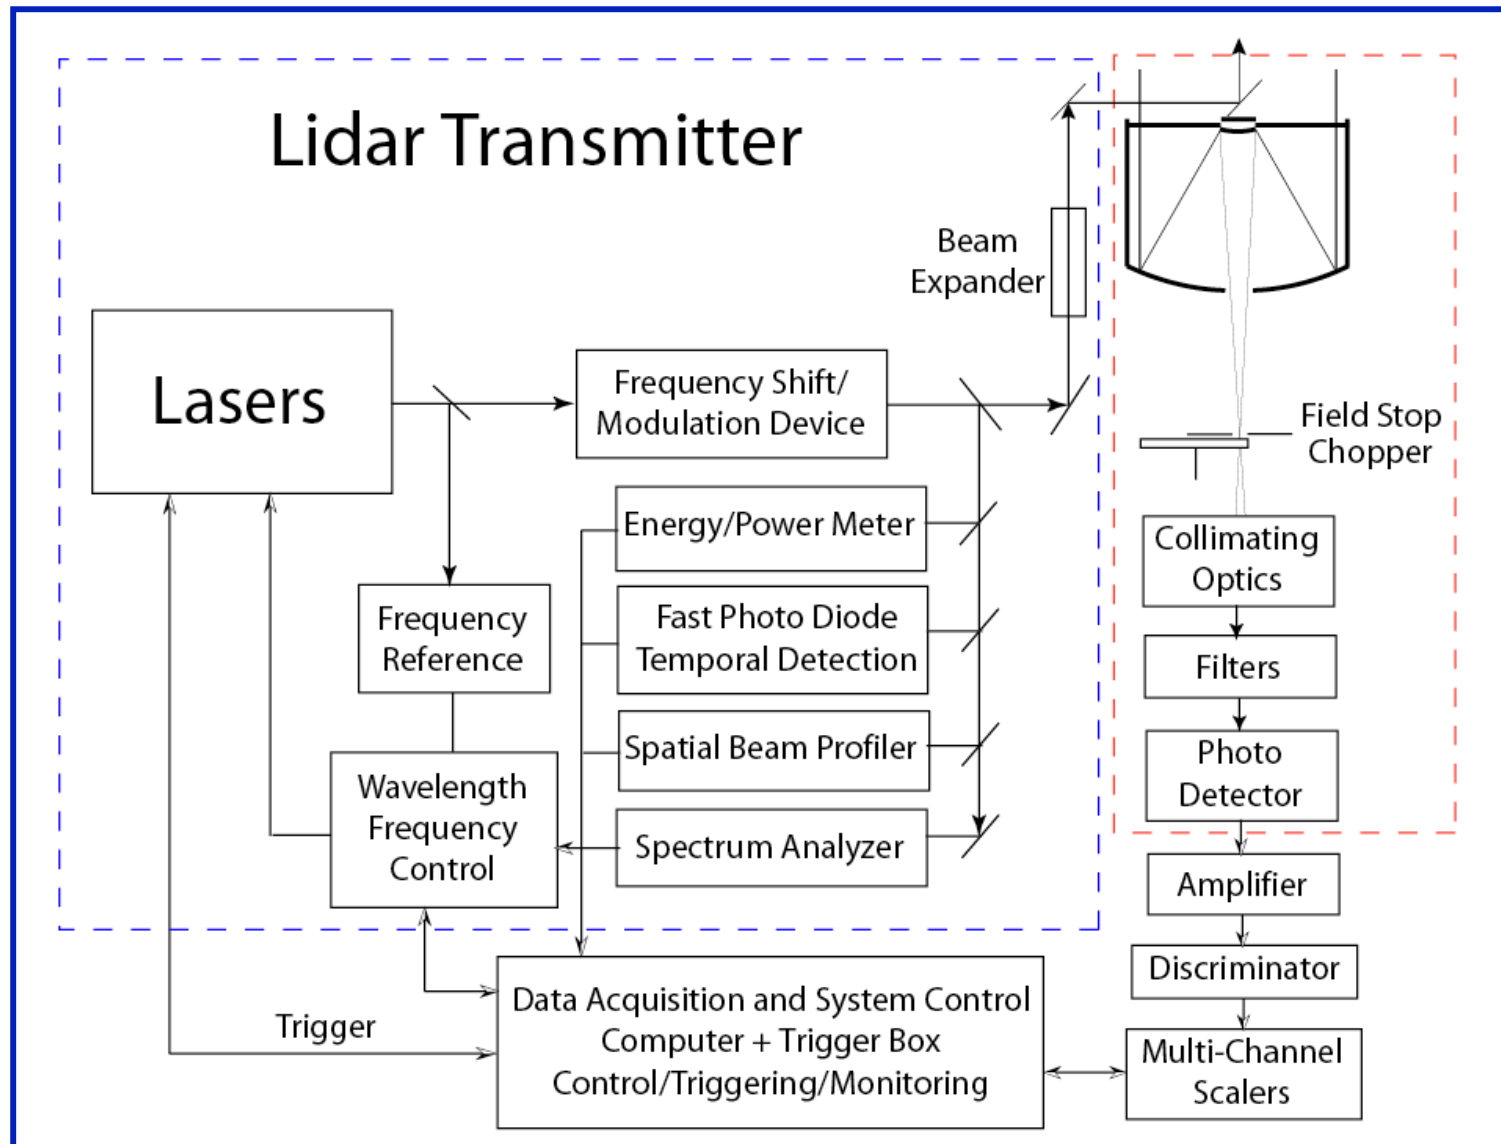 Lidar Transmitter
Beam
Expander
Lasers
Frequency Shift/
Modulation Device
Field Stop
Chopper
Energy/Power Meter
Collimating
Optics
Frequency
Reference
Fast Photo Diode
Temporal Detection
Filters
Spatial Beam Profiler
Photo
Detector
Wavelength
Frequency
Control
Spectrum Analyzer
Amplifier
Discriminator
Trigger
Data Acquisition and System Control
Computer + Trigger Box
Control/Triggering/Monitoring
Multi-Channel
Scalers